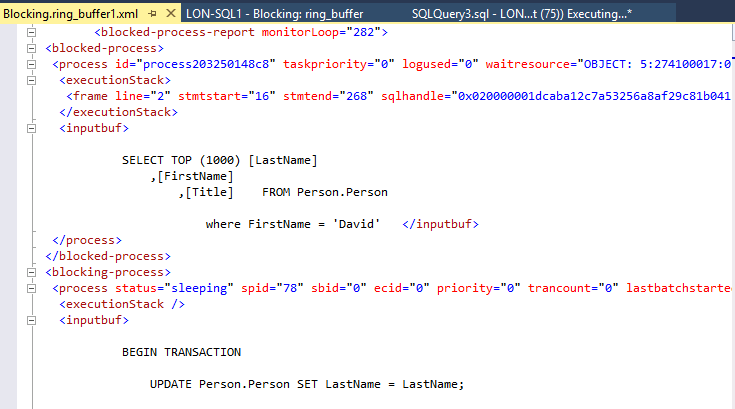 Blocking.ring_buffer1.xml LON-SQL1 - Blocking: ring_buffer SQLQuery3.sql - LON...t (75)) Executing...*
<blocked-process-report monitorLoop="282">
<blocked-process>
<process id="process203250148c8" taskpriority="0" logused="0" waitresource="OBJECT: 5:274100017:0
<executionStack>
<frame line="2" stmtstart="16" stmtend="268" sqlhandle="0x020000001dcaba12c7a53256a8af29c81b041
</executionStack>
<inputbuf>
SELECT TOP (1000) [LastName]
,[FirstName]
,[Title] FROM Person.Person
where FirstName = 'David' </inputbuf>
</process>
</blocked-process>
<blocking-process>
<process status="sleeping" spid="78" sbid="0" ecid="0" priority="0" trancount="0" lastbatchstarte
<executionStack />
<inputbuf>
BEGIN TRANSACTION
UPDATE Person.Person SET LastName = LastName;